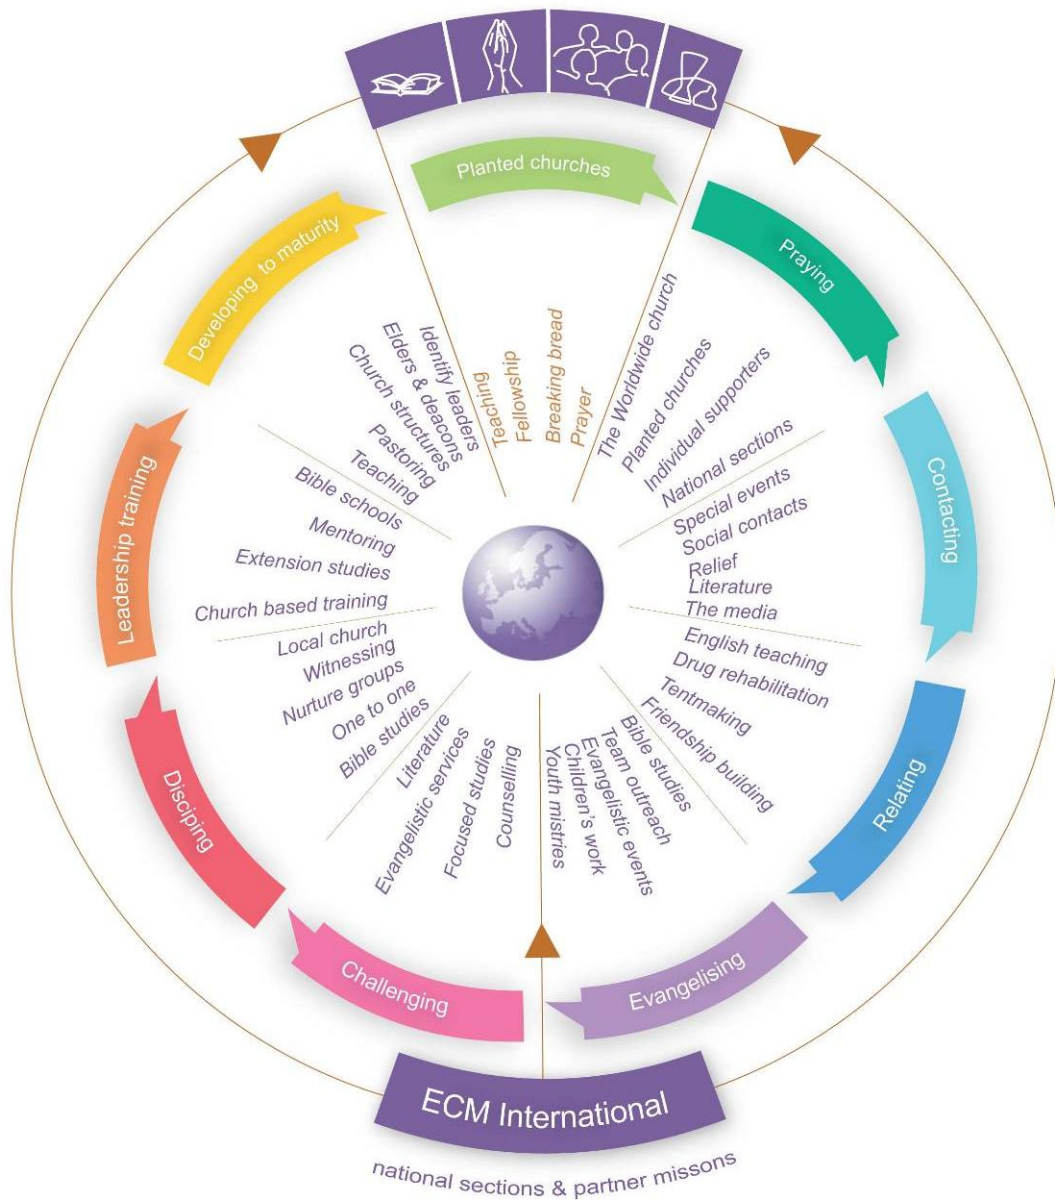 Planted churches
Praying
Contacting
Relating
Evangelising
Challenging
Disciping
Leadership training
Developing to maturity
Teaching
Fellowship
Breaking bread
Prayer
The Worldwide church
Planted churches
Individual supporters
National sections
Special events
Social contacts
Relief
Literature
The media
English teaching
Drug rehabilitation
Tentmaking
Friendship building
Bible studies
Team outreach
Evangelistic events
Children's work
Youth mistries
Counselling
Focused studies
Evangelistic services
Literature
Bible studies
One to one
Nurture groups
Witnessing
Local church
Church based training
Extension studies
Mentoring
Bible schools
Teaching
Pastoring
Church structures
Elders & deacons
Identify leaders
ECM International
national sections & partner missons